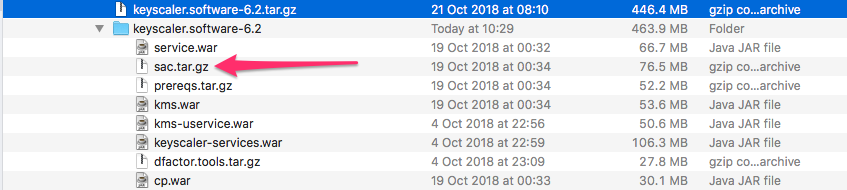 keyscaler.software-6.2.tar.gz 21 Oct 2018 at 08:10 446.4 MB gzip co...archive
keyscaler.software-6.2 Today at 10:29 463.9 MB Folder
service.war 19 Oct 2018 at 00:32 66.7 MB Java JAR file
sac.tar.gz 19 Oct 2018 at 00:34 76.5 MB gzip co...archive
prereqs.tar.gz 19 Oct 2018 at 00:34 52.2 MB gzip co...archive
kms.war 19 Oct 2018 at 00:34 53.6 MB Java JAR file
kms-uservice.war 4 Oct 2018 at 22:56 50.6 MB Java JAR file
keyscaler-services.war 4 Oct 2018 at 22:59 106.3 MB Java JAR file
dfactor.tools.tar.gz 4 Oct 2018 at 23:09 27.8 MB gzip co...archive
cp.war 19 Oct 2018 at 00:33 30.1 MB Java JAR file